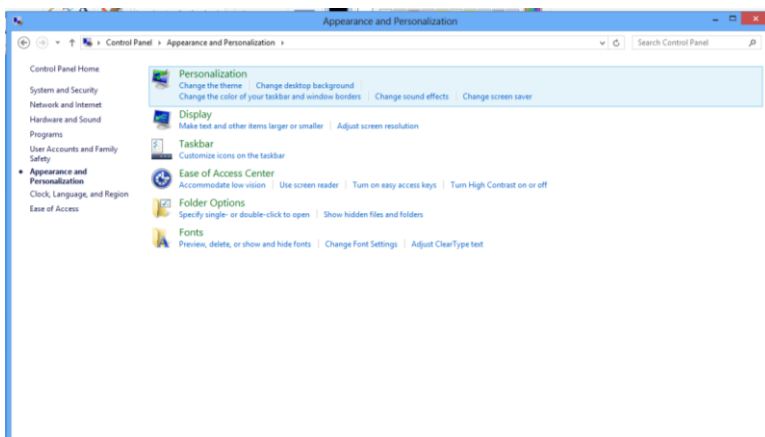 Appearance and Personalization
Control Panel Appearance and Personalization
Search Control Panel
Control Panel Home
System and Security
Network and Internet
Hardware and Sound
Programs
User Accounts and Family
Safety
Appearance and
Personalization
Clock, Language, and Region
Ease of Access
Personalization
Change the theme Change desktop background
Change the color of your taskbar and window borders Change sound effects Change screen saver
Display
Make text and other items larger or smaller Adjust screen resolution
Taskbar
Customize icons on the taskbar
Ease of Access Center
Accommodate low vision Use screen reader Turn on easy access keys Turn High Contrast on or off
Folder Options
Specify single- or double-click to open Show hidden files and folders
Fonts
Preview, delete, or show and hide fonts Change Font Settings Adjust ClearType text